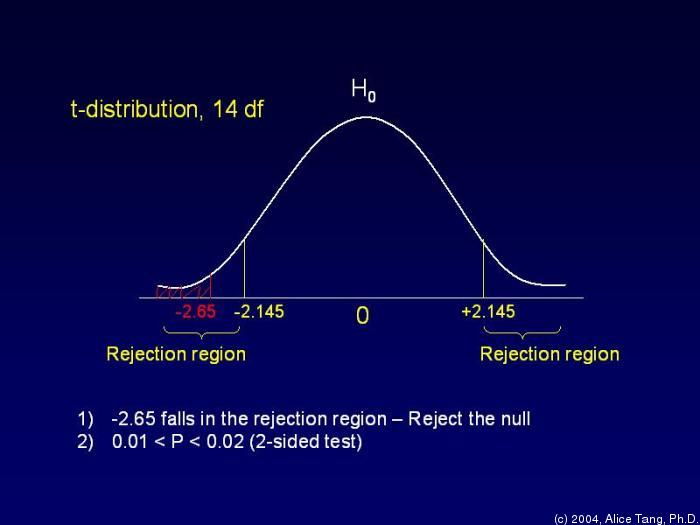 H₀
t-distribution, 14 df
-2.65 -2.145 0 +2.145
Rejection region Rejection region
1) -2.65 falls in the rejection region – Reject the null
2) 0.01 < P < 0.02 (2-sided test)
(c) 2004, Alice Tang, Ph.D.